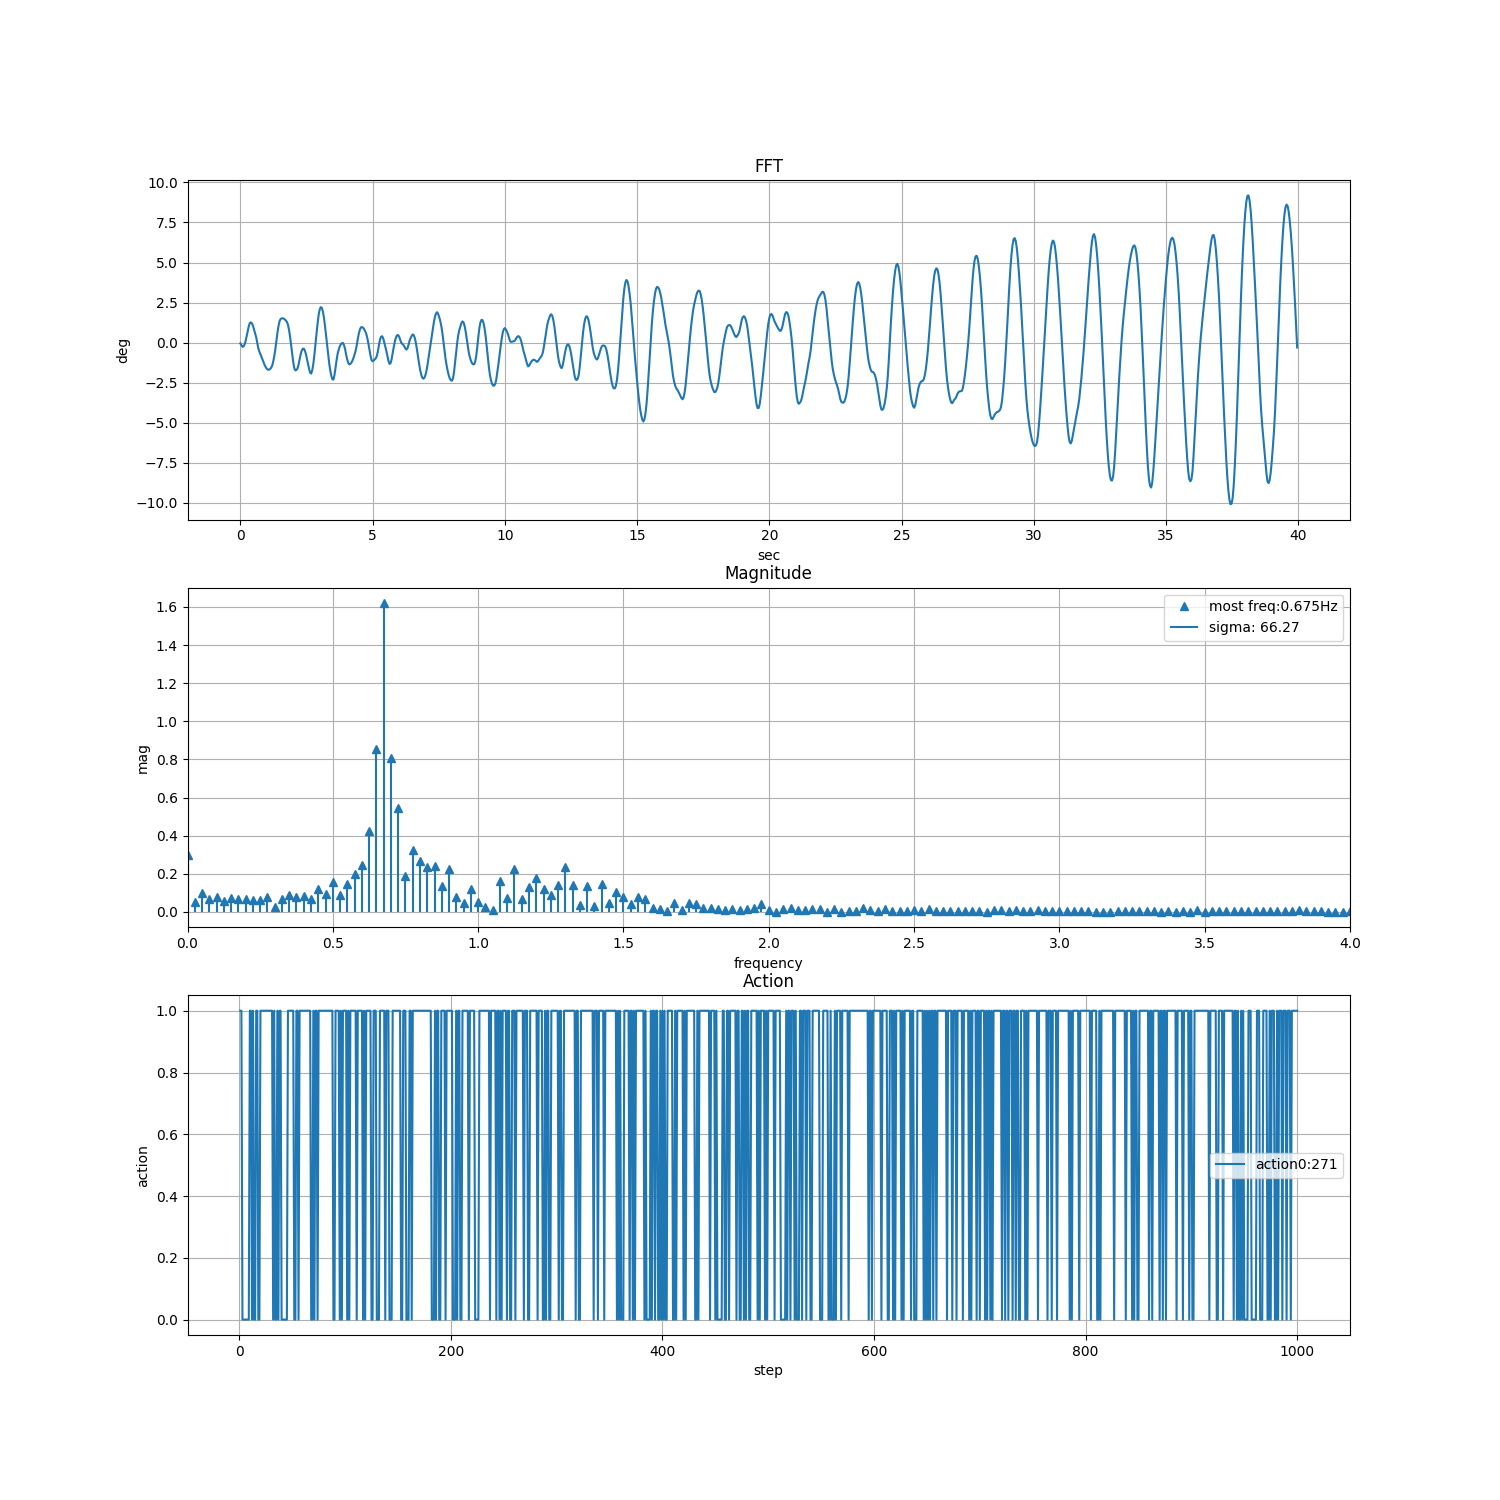 FFT
10.0
7.5
5.0
2.5
0.0
−2.5
−5.0
−7.5
−10.0
deg
0 5 10 15 20 25 30 35 40
sec
Magnitude
1.6
1.4
1.2
1.0
0.8
0.6
0.4
0.2
0.0
mag
most freq:0.675Hz
sigma: 66.27
0.0 0.5 1.0 1.5 2.0 2.5 3.0 3.5 4.0
frequency
Action
1.0
0.8
0.6
0.4
0.2
0.0
action
action0:271
0 200 400 600 800 1000
step